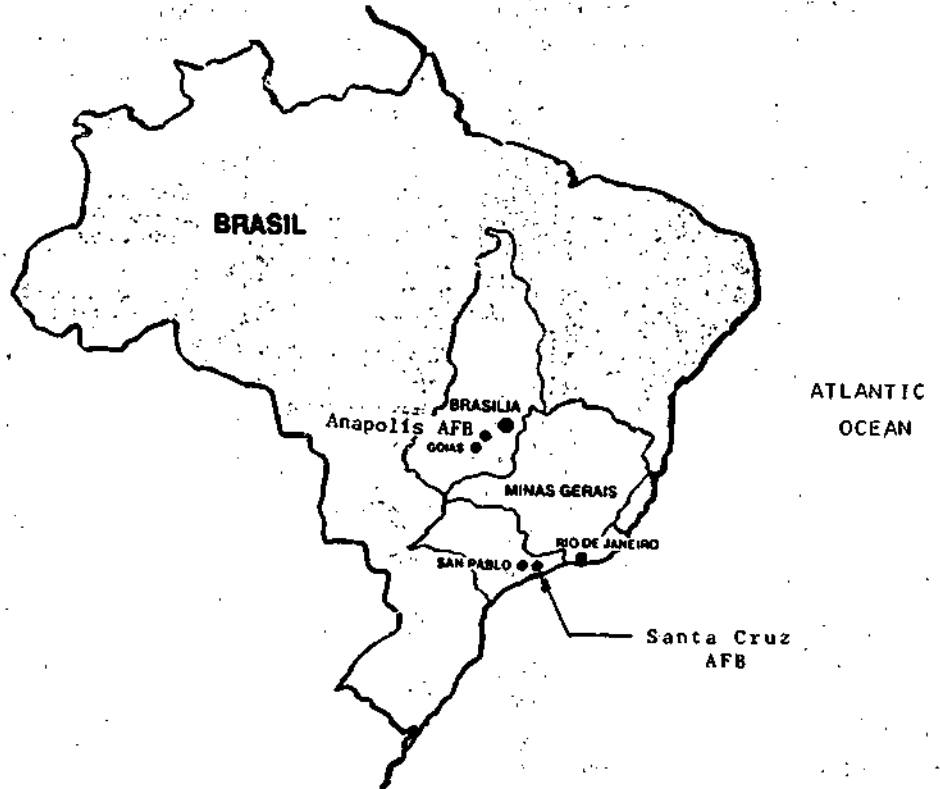 BRASIL
ATLANTIC
OCEAN
BRASILIA
Anapolis AFB
GOIAS
MINAS GERAIS
RIO DE JANEIRO
SAN PABLO
Santa Cruz
AFB